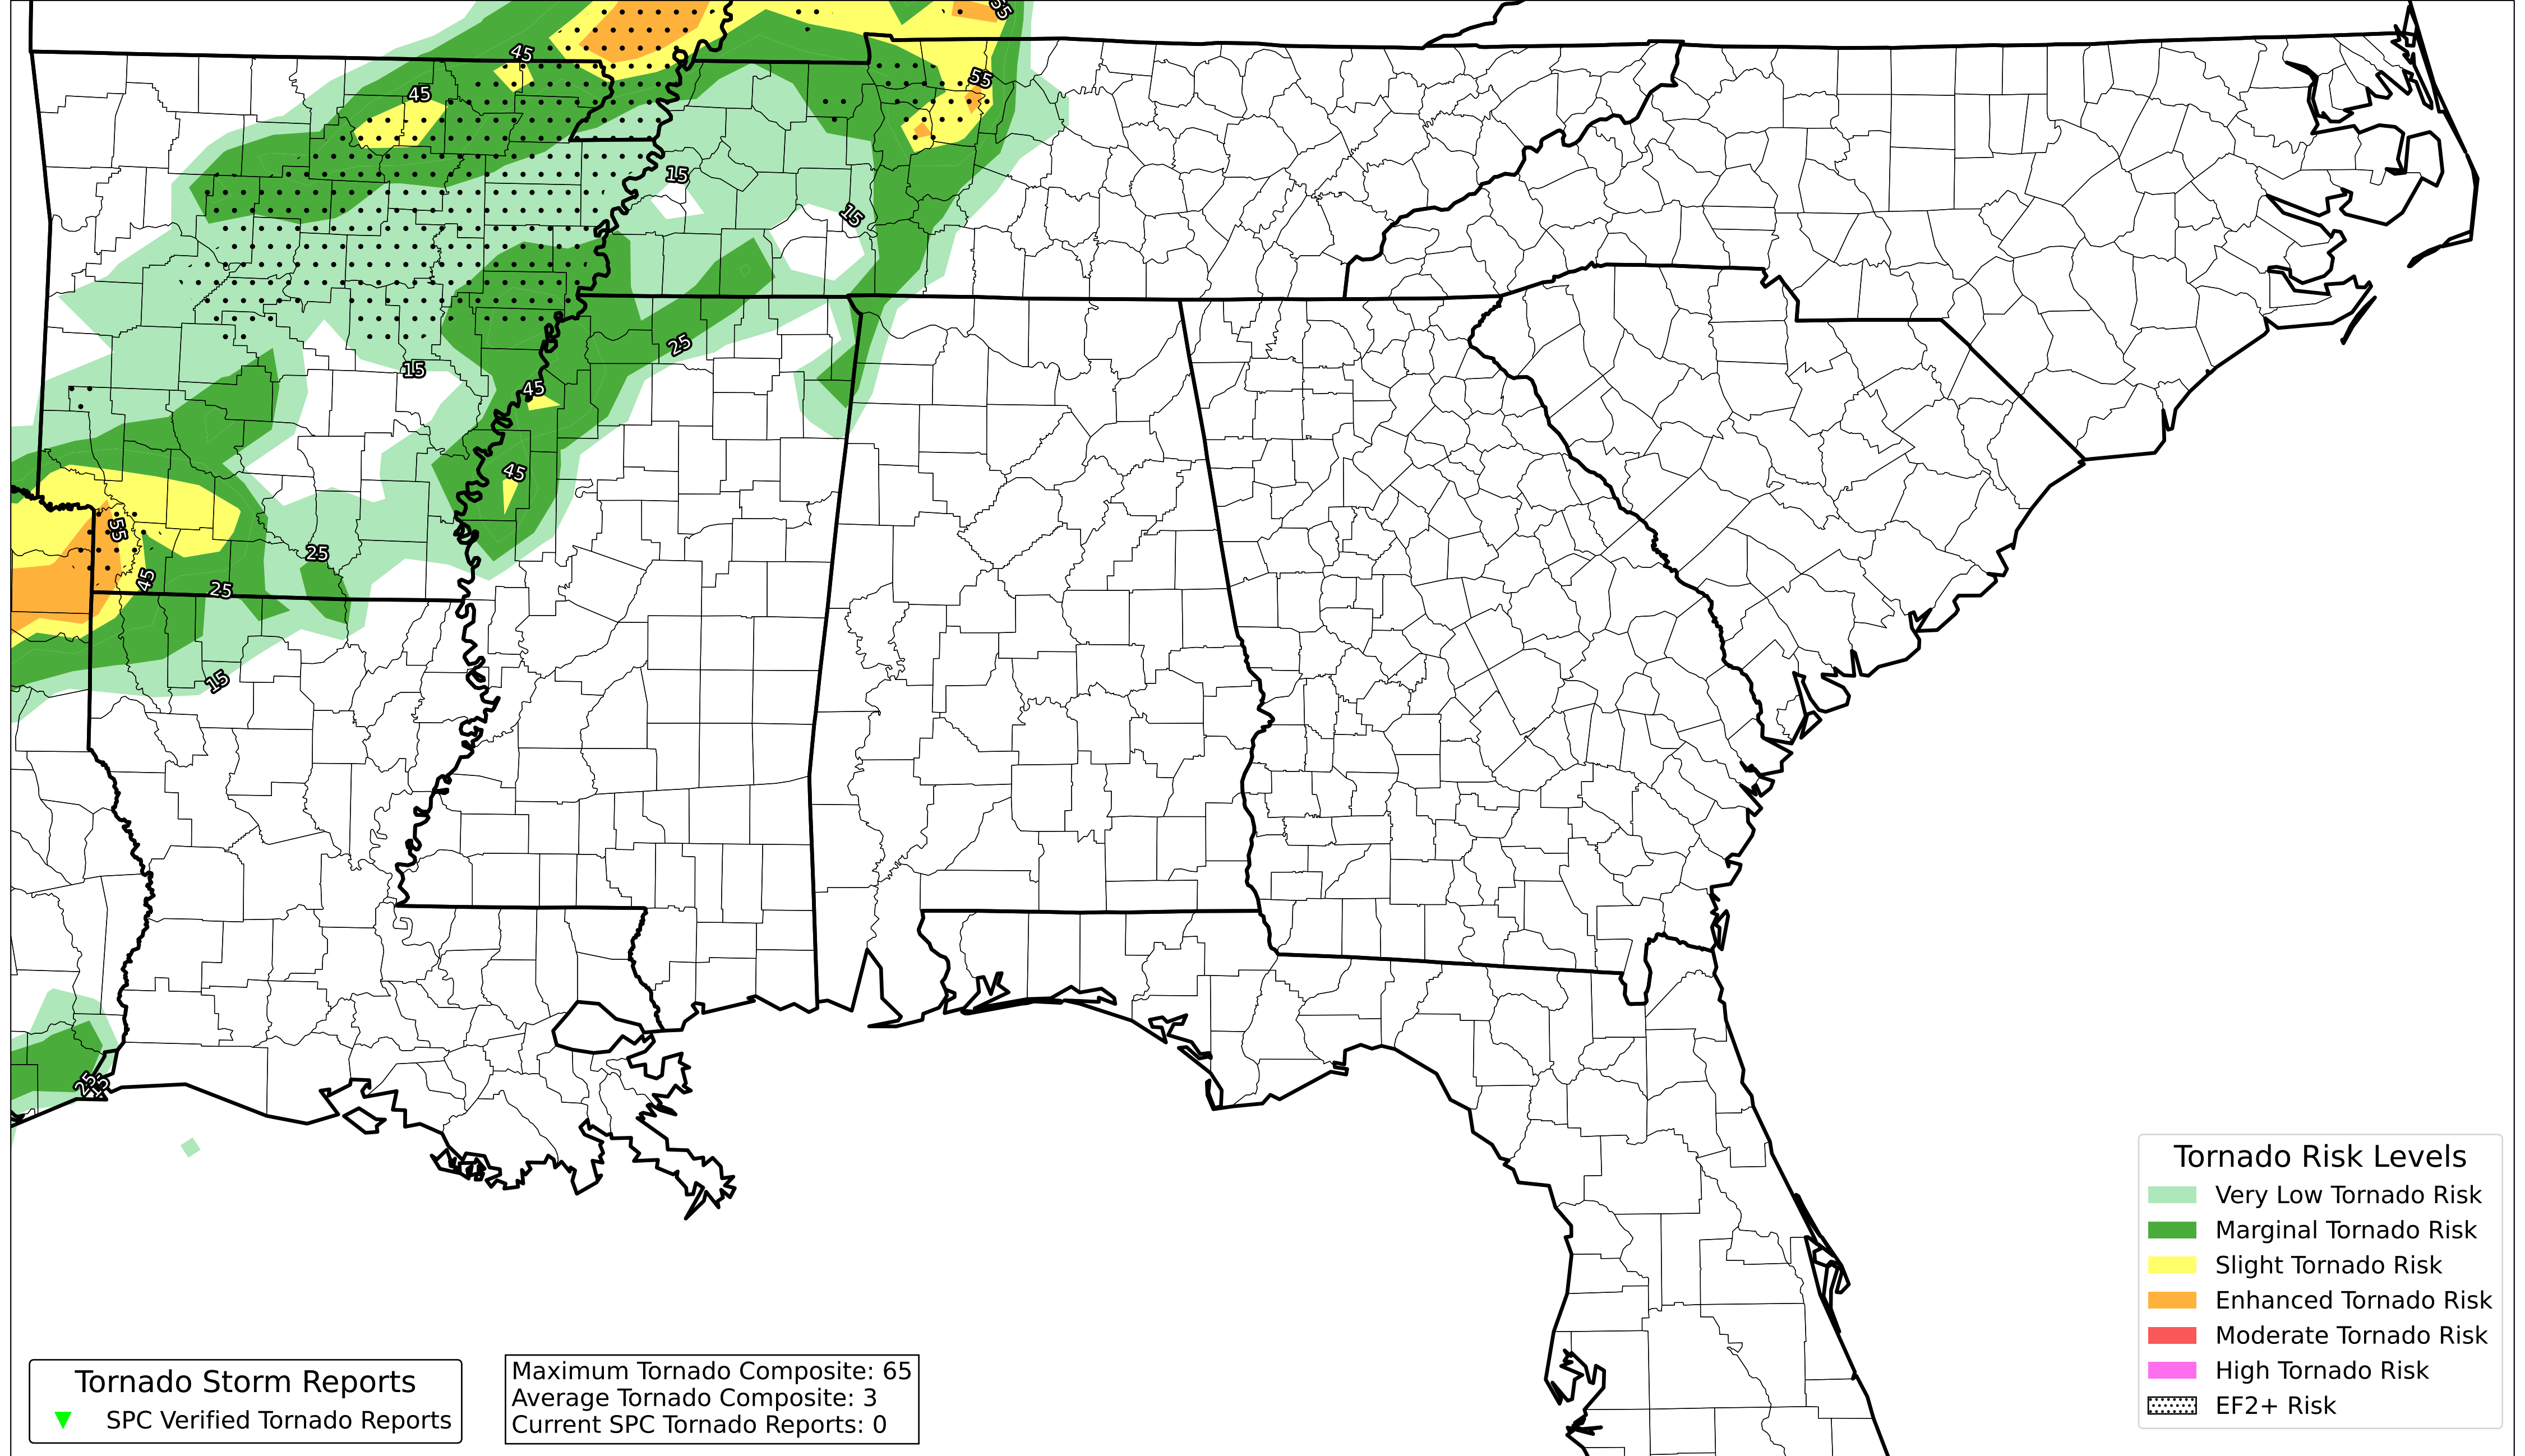 55
45
55
45
15
15
25
15
45
45
55
25
45
25
15
25
Tornado Risk Levels
Very Low Tornado Risk
Marginal Tornado Risk
Slight Tornado Risk
Enhanced Tornado Risk
Moderate Tornado Risk
High Tornado Risk
EF2+ Risk
Tornado Storm Reports
SPC Verified Tornado Reports
Maximum Tornado Composite: 65
Average Tornado Composite: 3
Current SPC Tornado Reports: 0